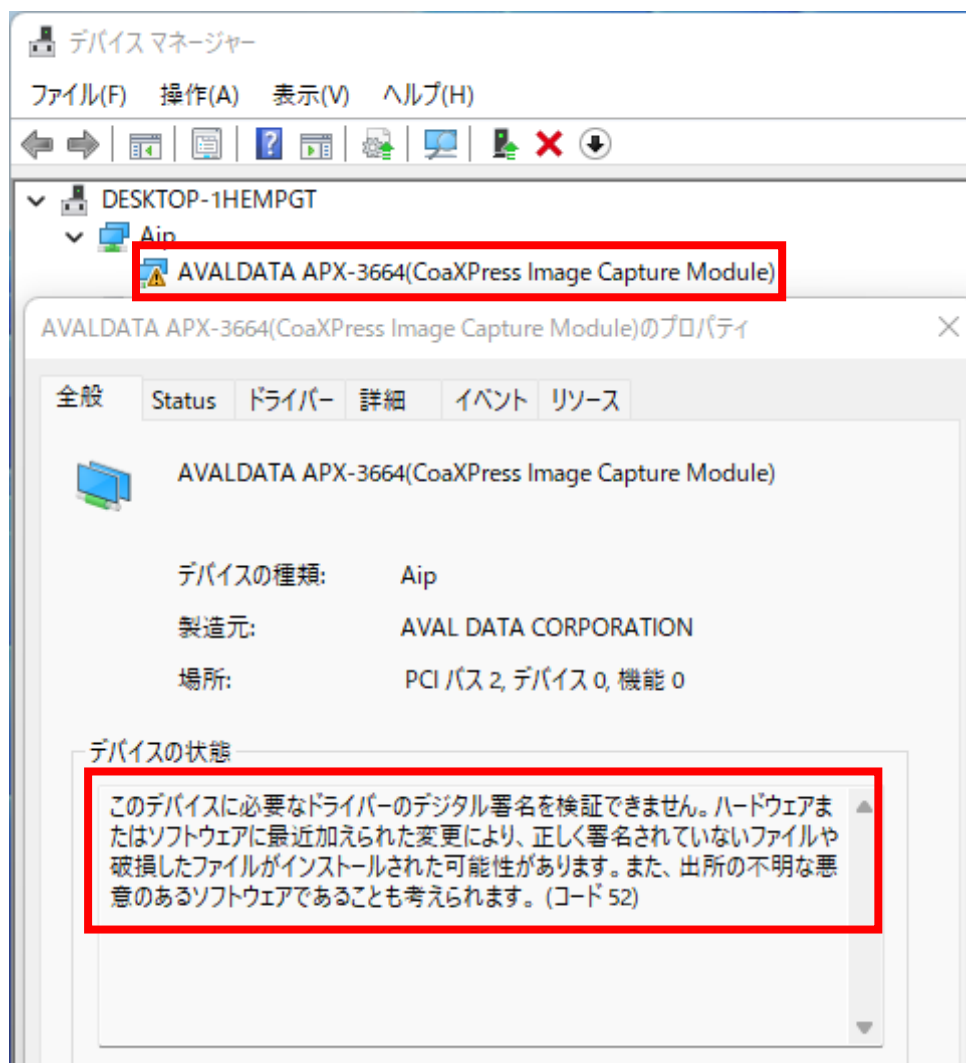 デバイス マネージャー
ファイル(F) 操作(A) 表示(V) ヘルプ(H)
DESKTOP-1HEMPGT
Aip
AVALDATA APX-3664(CoaXPress Image Capture Module)
AVALDATA APX-3664(CoaXPress Image Capture Module)のプロパティ
全般 Status ドライバー 詳細 イベント リソース
AVALDATA APX-3664(CoaXPress Image Capture Module)
デバイスの種類: Aip
製造元: AVAL DATA CORPORATION
場所: PCI バス 2, デバイス 0, 機能 0
デバイスの状態
このデバイスに必要なドライバーのデジタル署名を検証できません。ハードウェアま
たはソフトウェアに最近加えられた変更により、正しく署名されていないファイルや
破損したファイルがインストールされた可能性があります。また、出所の不明な悪
意のあるソフトウェアであることも考えられます。 (コード 52)